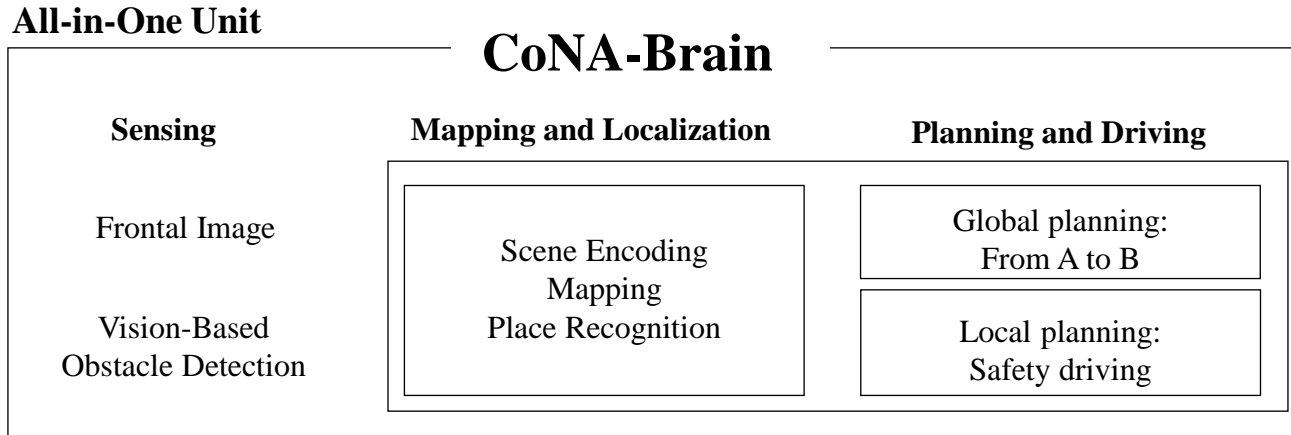 All-in-One Unit
CoNA-Brain
Sensing
Mapping and Localization
Planning and Driving
Frontal Image
Vision-Based
Obstacle Detection
Scene Encoding
Mapping
Place Recognition
Global planning:
From A to B
Local planning:
Safety driving